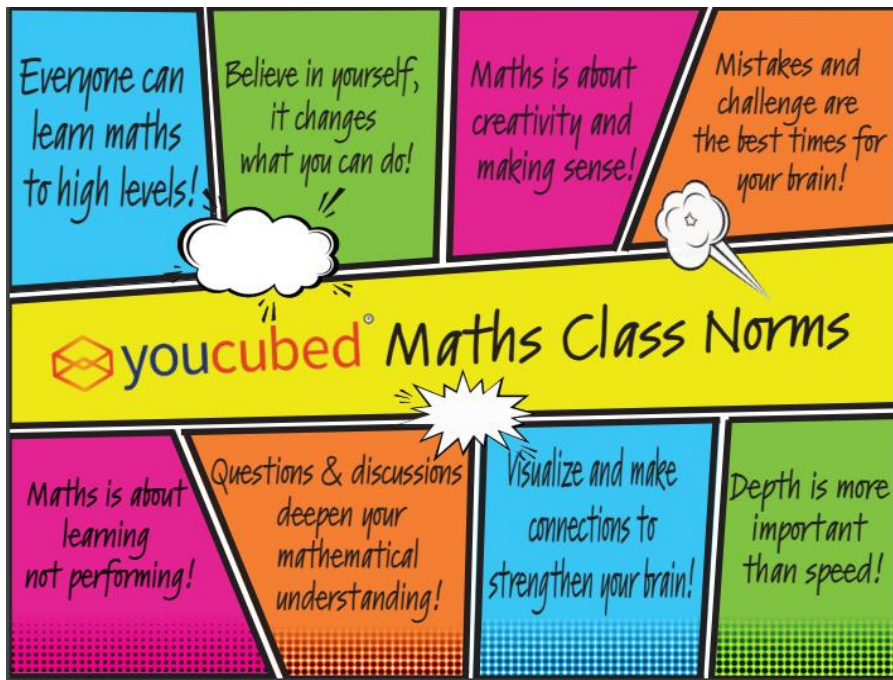 Everyone can
learn maths
to high levels!
Believe in yourself,
it changes
what you can do!
Maths is about
creativity and
making sense!
Mistakes and
challenge are
the best times for
your brain!
youcubed® Maths Class Norms
Maths is about
learning
not performing!
Questions & discussions
deepen your
mathematical
understanding!
Visualize and make
connections to
strengthen your brain!
Depth is more
important
than speed!